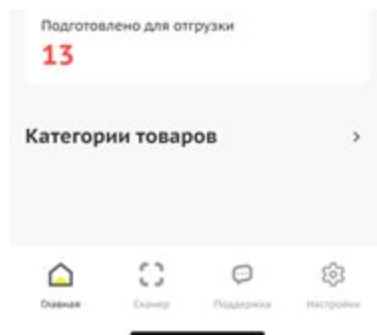 Подготовлено для отгрузки
13
Категории товаров
Главная
Сканер
Поддержка
Настройки